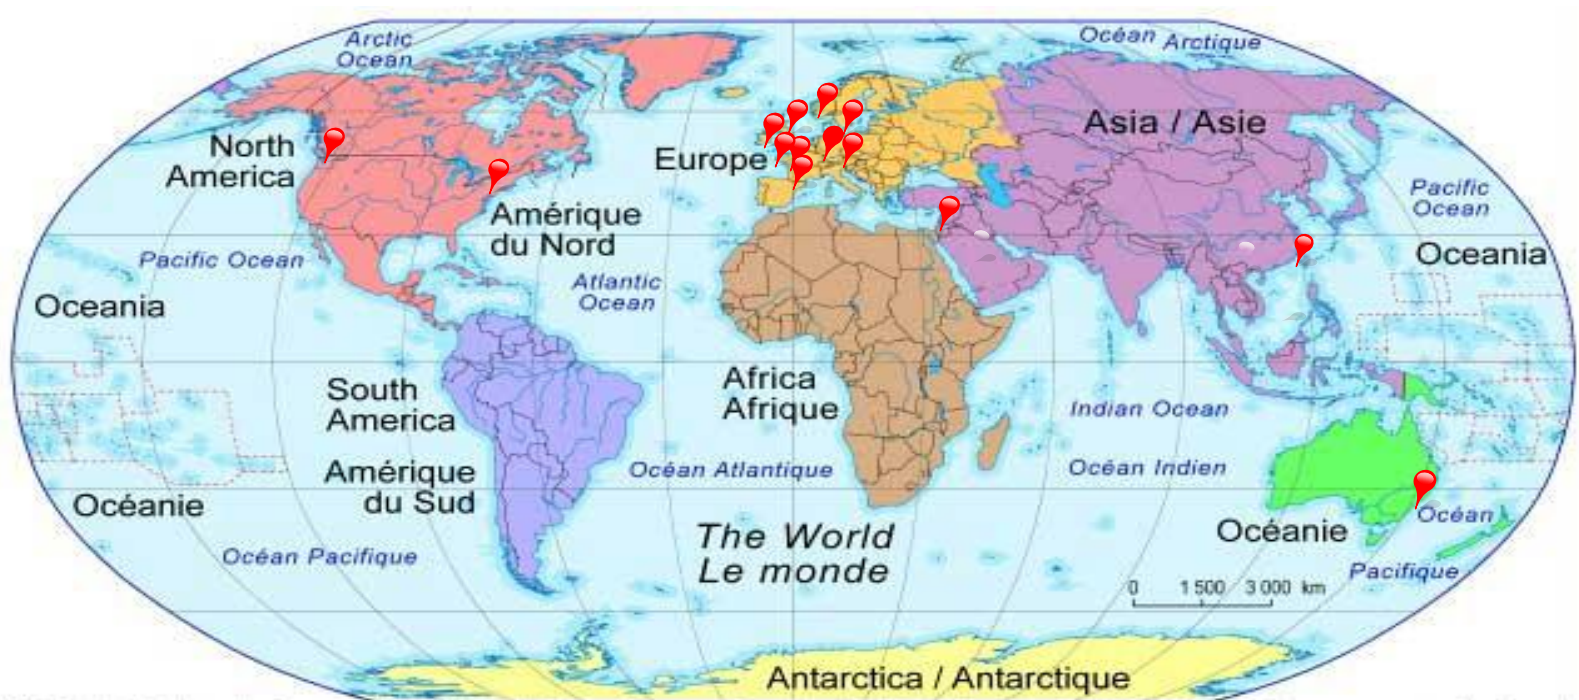 Arctic
Ocean
Océan Arctique
North
America
Europe
Asia / Asie
Pacific
Ocean
Amérique
du Nord
Pacific Ocean
Atlantic
Ocean
Oceania
Oceania
South
America
Africa
Afrique
Indian Ocean
Amérique
du Sud
Océan Atlantique
Océan Indien
Océanie
Océan
Océanie
The World
Le monde
Océan Pacifique
Pacifique
0 1 500 3 000 km
Antarctica / Antarctique